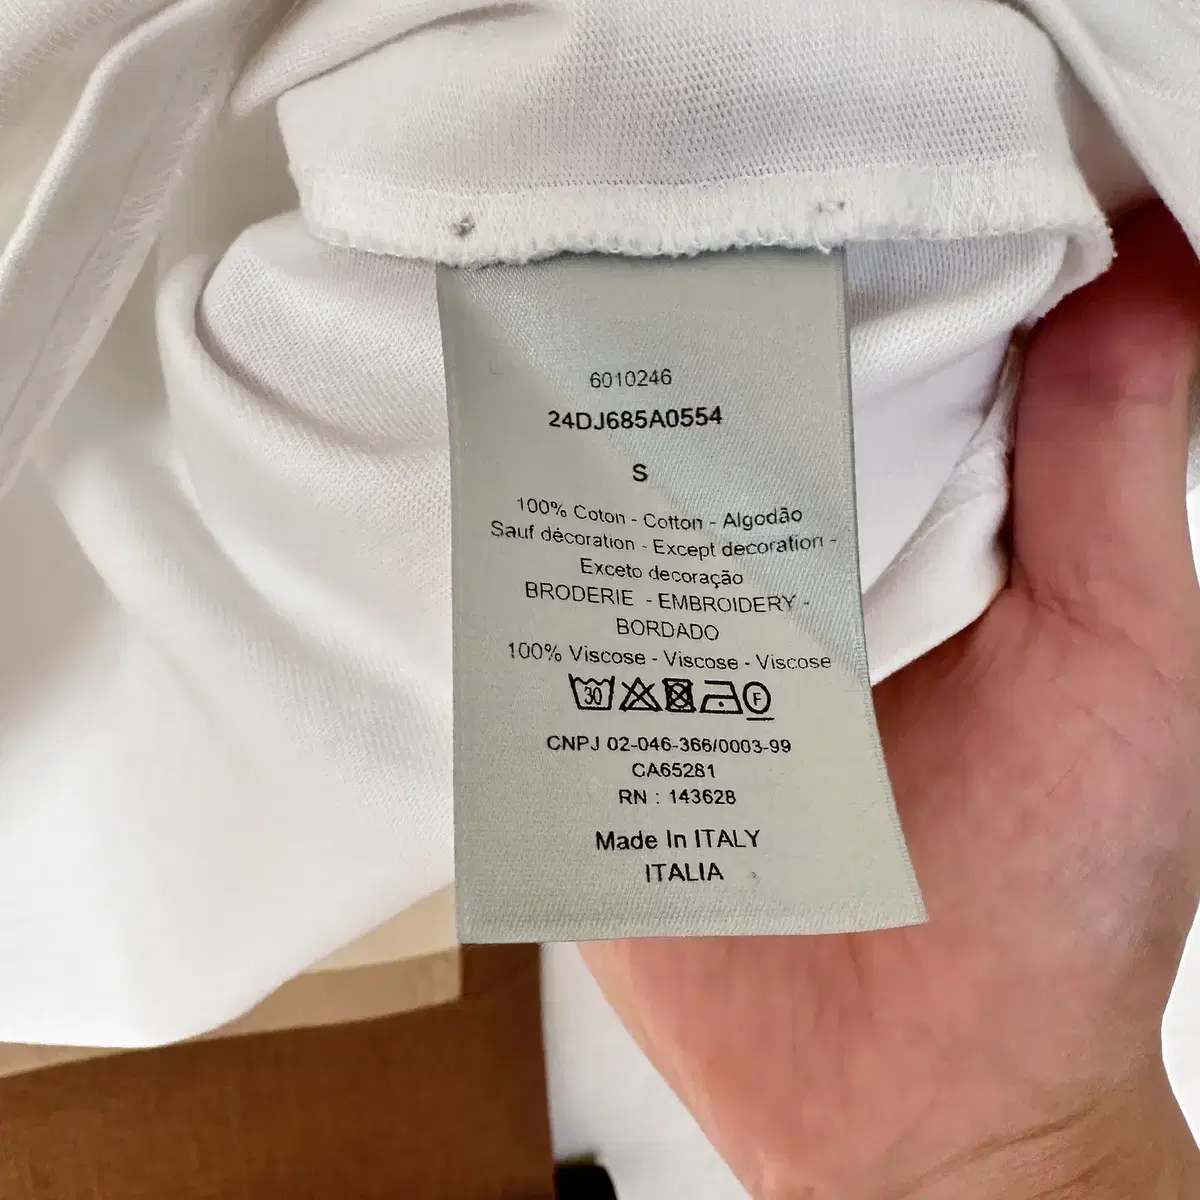 6010246
24DJ685A0554
S
100% Coton - Cotton - Algodão
Sauf décoration - Except decoration -
Exceto decoração
BRODERIE - EMBROIDERY -
BORDADO
100% Viscose - Viscose - Viscose
30 F
CNPJ 02-046-366/0003-99
CA65281
RN : 143628
Made In ITALY
ITALIA